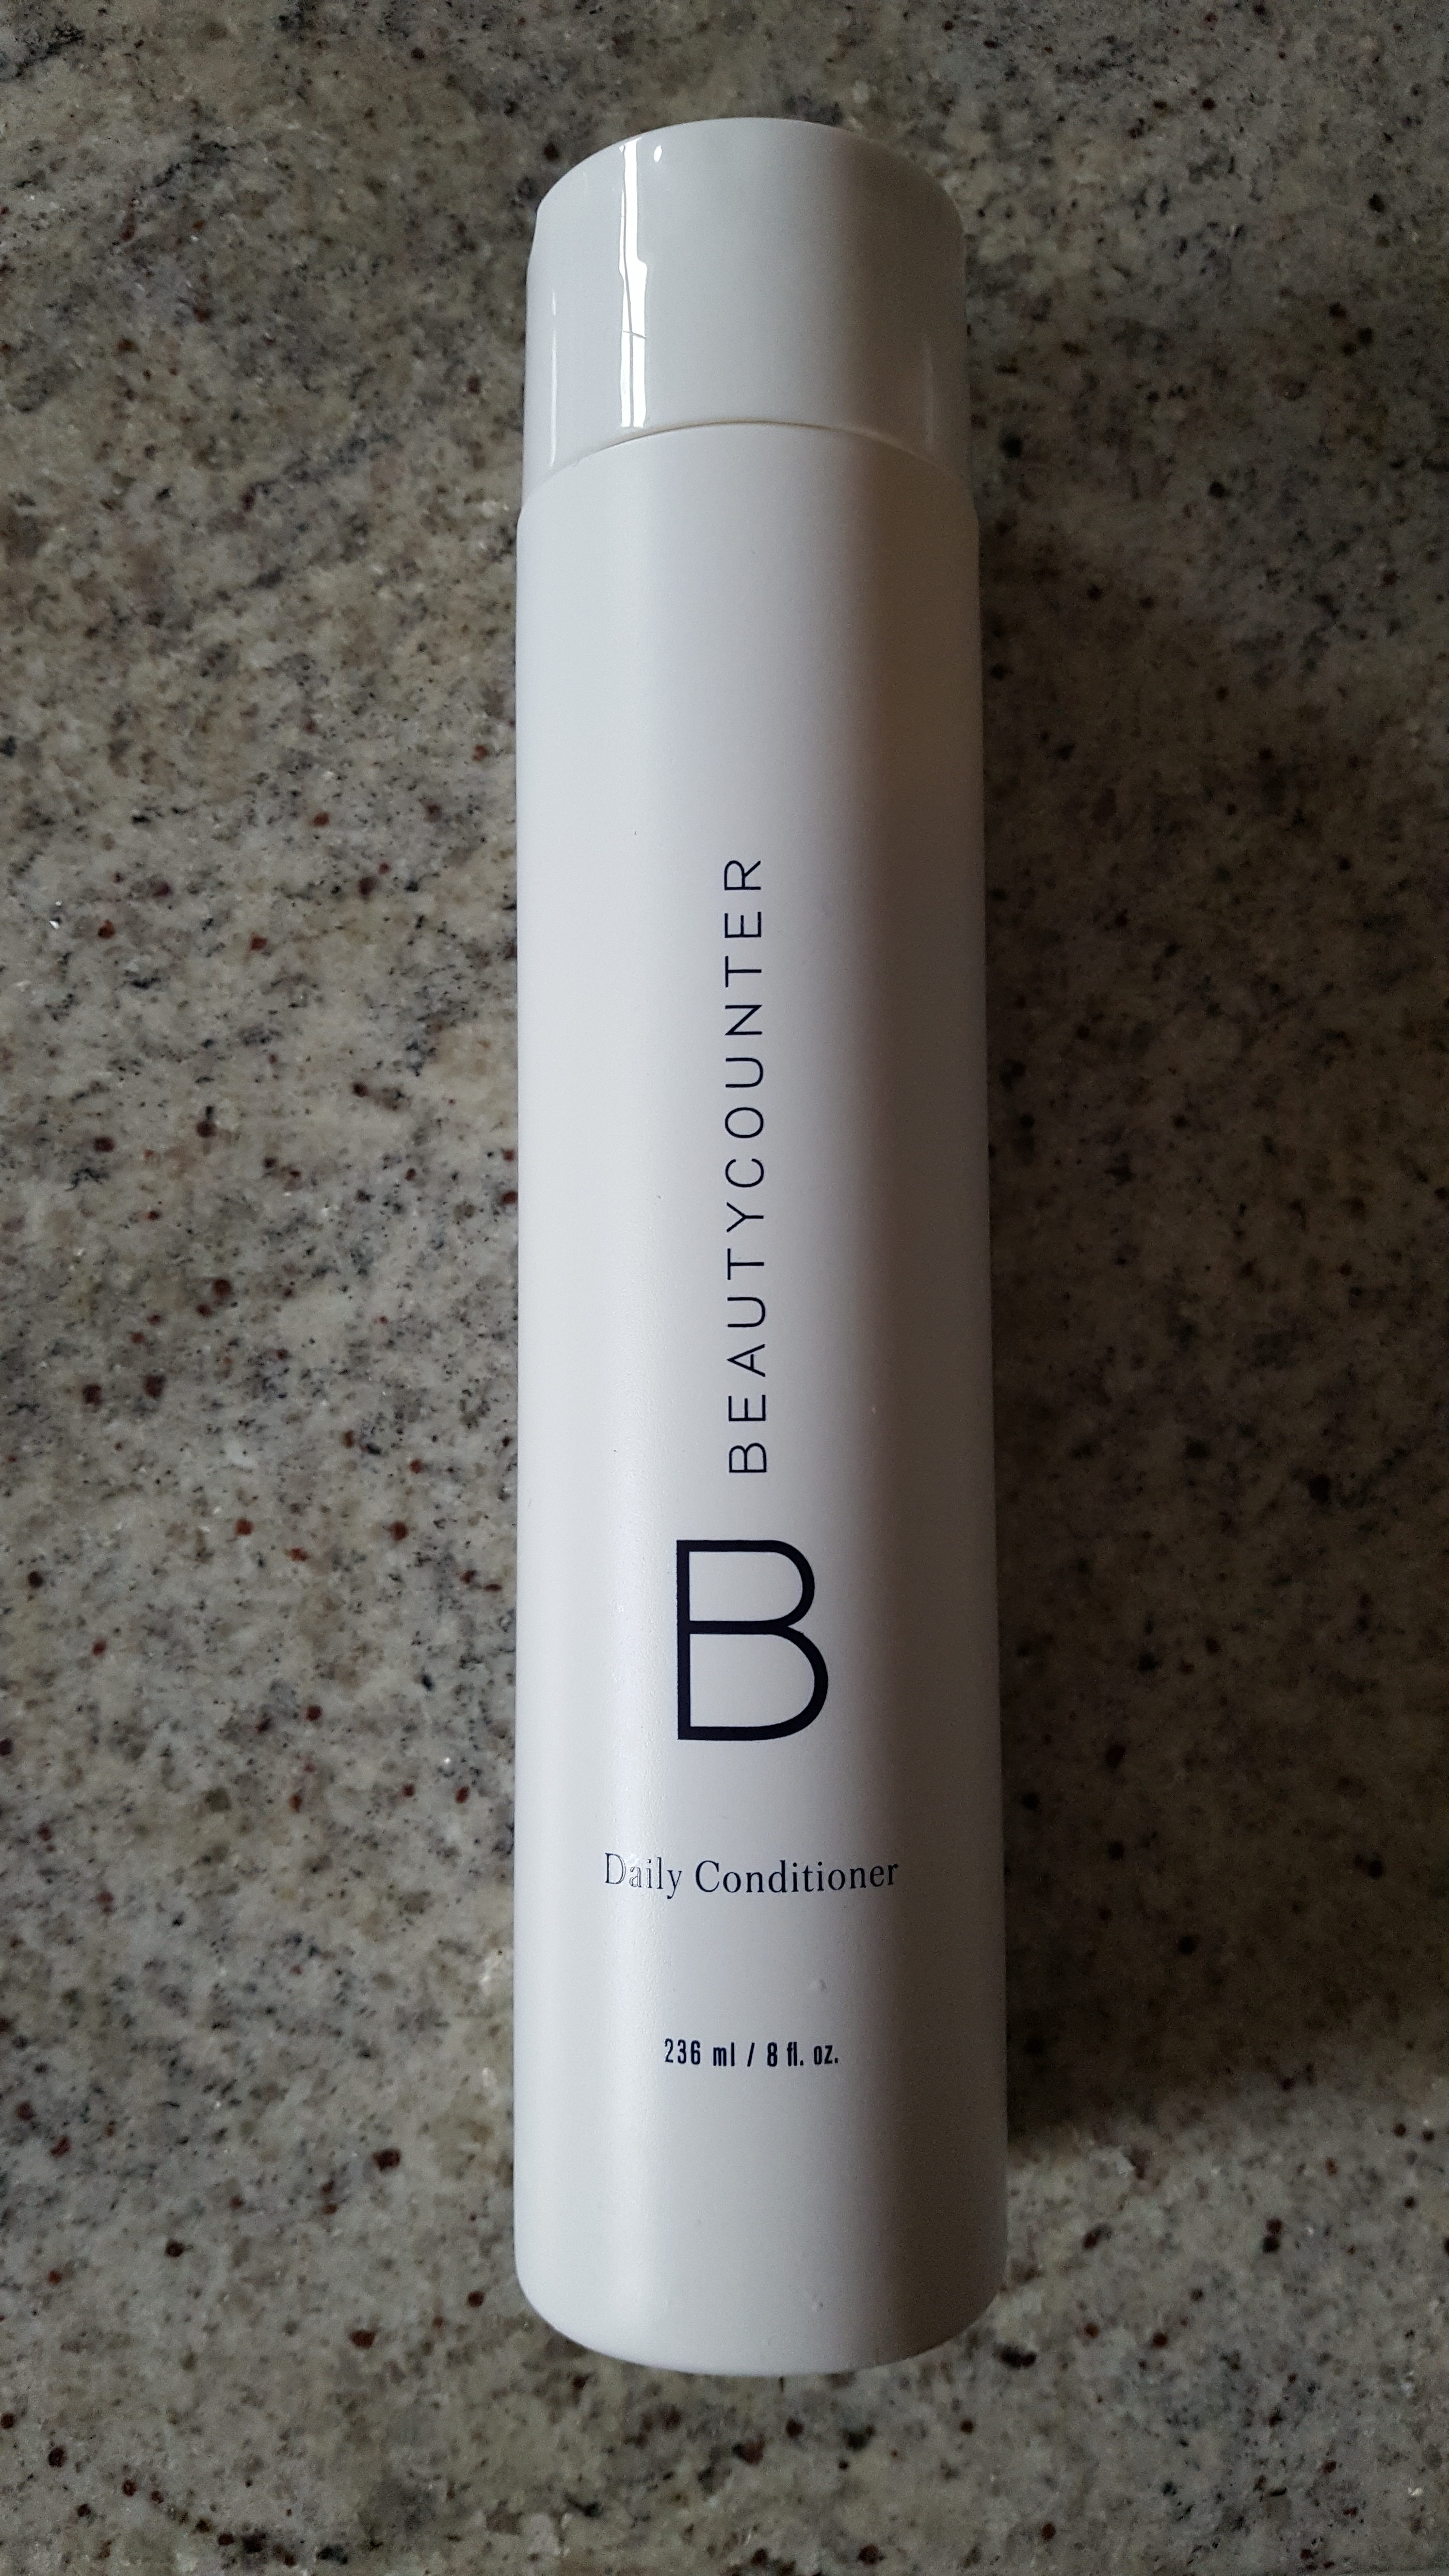 BEAUTYCOUNTER
B
Daily Conditioner
236 ml / 8 fl. oz.